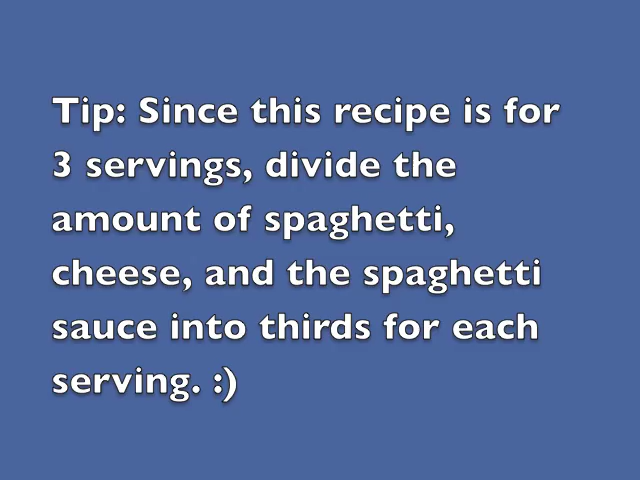 Tip: Since this recipe is for
3 servings, divide the
amount of spaghetti,
cheese, and the spaghetti
sauce into thirds for each
serving. :)